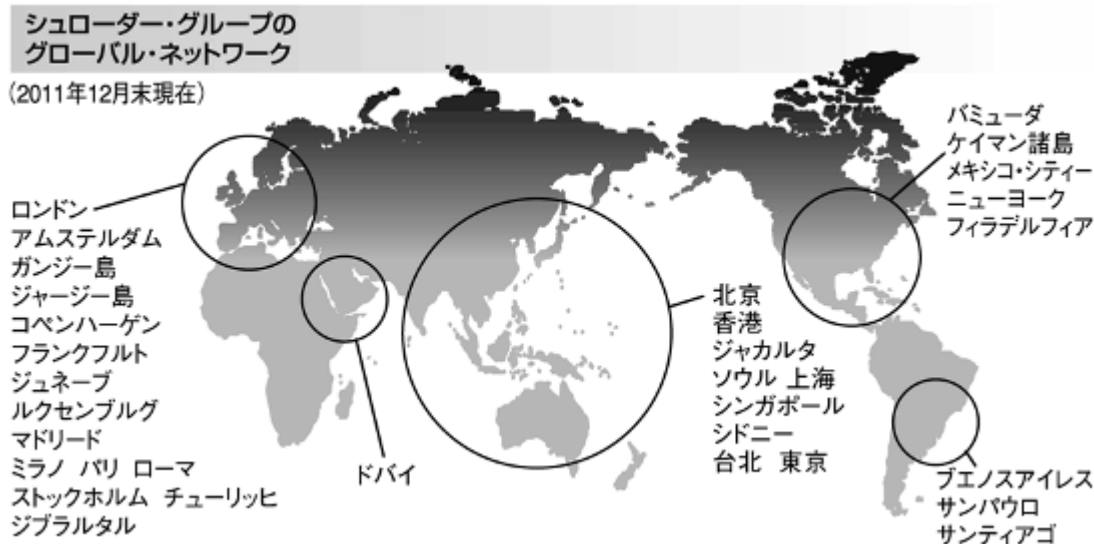 シュローダー・グループの
グローバル・ネットワーク
(2011年12月末現在)
ロンドン
アムステルダム
ガンジー島
ジャージー島
コペンハーゲン
フランクフルト
ジュネーブ
ルクセンブルグ
マドリード
ミラノ パリ ローマ
ストックホルム チューリッヒ
ジブラルタル
ドバイ
北京
香港
ジャカルタ
ソウル 上海
シンガポール
シドニー
台北 東京
バミューダ
ケイマン諸島
メキシコ・シティー
ニューヨーク
フィラデルフィア
ブエノスアイレス
サンパウロ
サンティアゴ